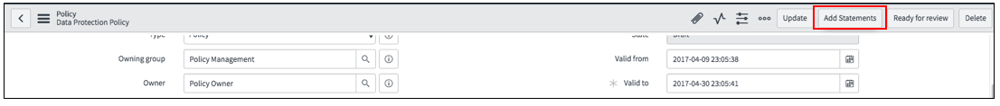 Policy
Data Protection Policy
Update
Add Statements
Ready for review
Delete
Type
Policy
State
Draft
Owning group
Policy Management
Valid from
2017-04-09 23:05:38
Owner
Policy Owner
Valid to
2017-04-30 23:05:41